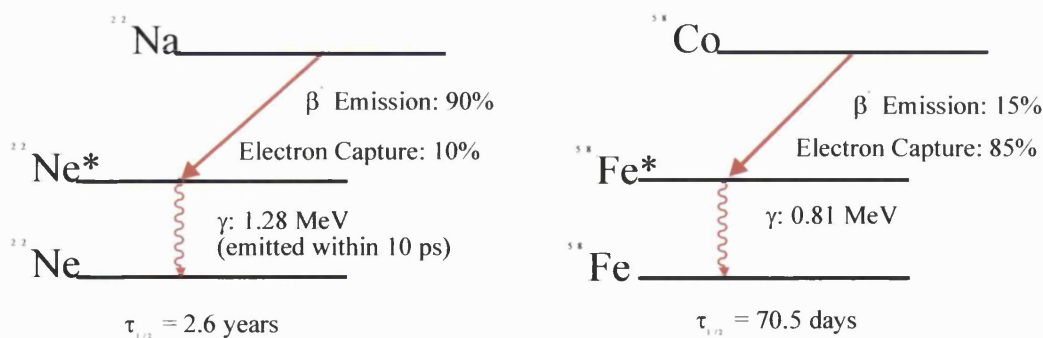 ²²Na
β⁺ Emission: 90%
Electron Capture: 10%
²²Ne*
γ: 1.28 MeV
(emitted within 10 ps)
²²Ne
τ₁/₂ = 2.6 years
⁵⁸Co
β⁺ Emission: 15%
Electron Capture: 85%
⁵⁸Fe*
γ: 0.81 MeV
⁵⁸Fe
τ₁/₂ = 70.5 days